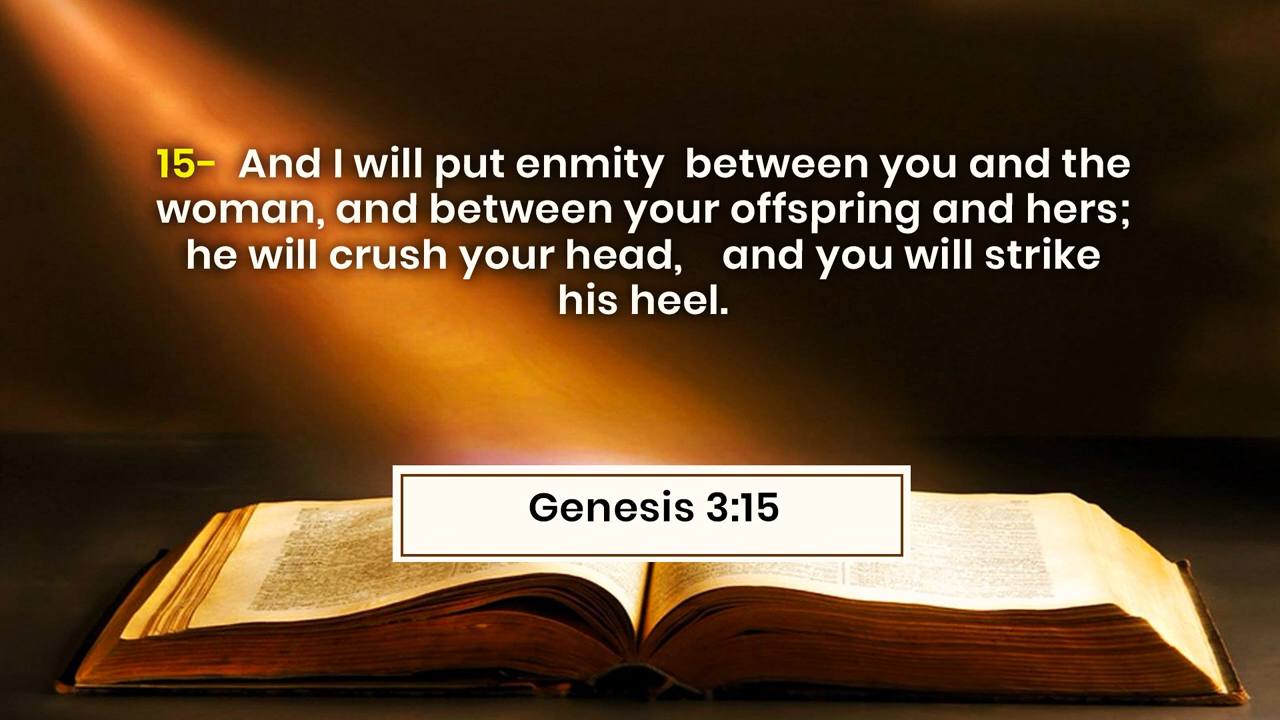 15- And I will put enmity between you and the
woman, and between your offspring and hers;
he will crush your head, and you will strike
his heel.
Genesis 3:15